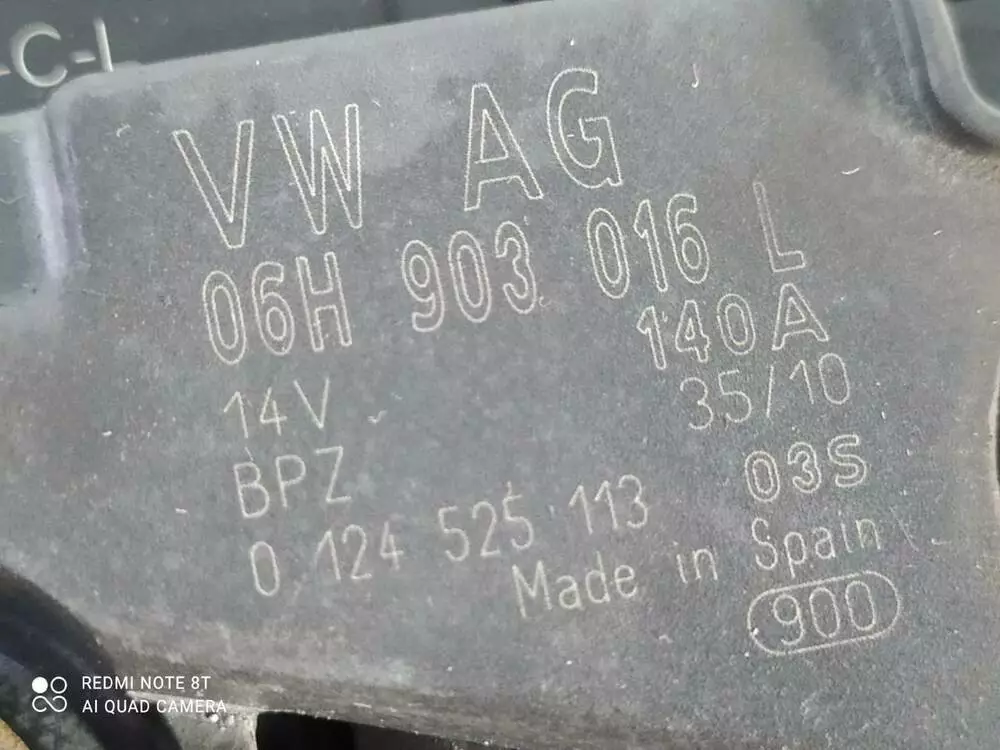 -C-L
VW AG
06H 903 016 L
140A
14V 35/10
BPZ 03S
0 124 525 113
Made in Spain
900
REDMI NOTE 8T
AI QUAD CAMERA